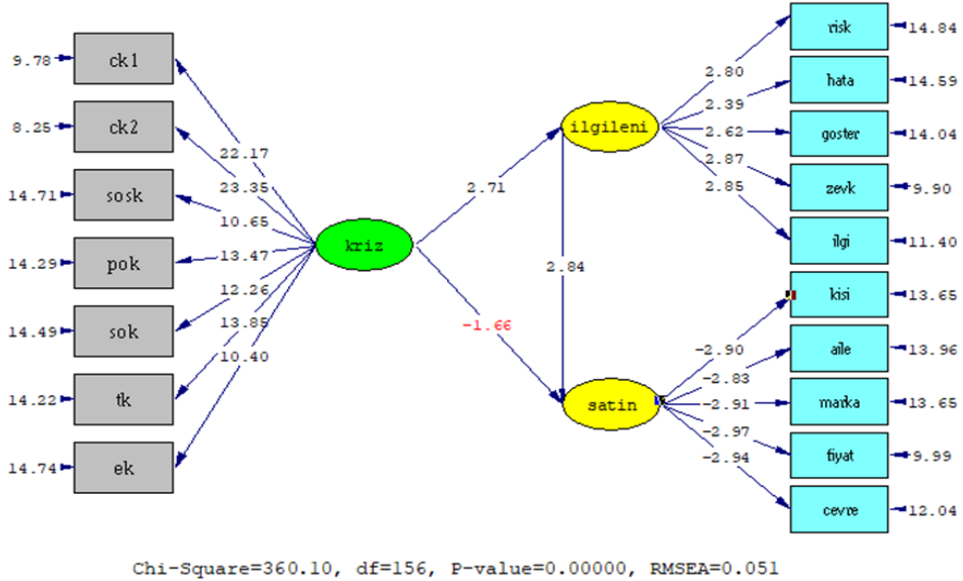 9.78
ck1
8.25
ck2
14.71
sosk
14.29
pok
14.49
sok
14.22
tk
14.74
ek
22.17
23.35
10.65
13.47
12.26
13.85
10.40
kriz
2.71
-1.66
ilgileni
2.84
satin
2.80
2.39
2.62
2.87
2.85
-2.90
-2.83
-2.91
-2.97
-2.94
risk
14.84
hata
14.59
goster
14.04
zevk
9.90
ilgi
11.40
kisi
13.65
aile
13.96
marka
13.65
fiyat
9.99
cevre
12.04
Chi-Square=360.10, df=156, P-value=0.00000, RMSEA=0.051